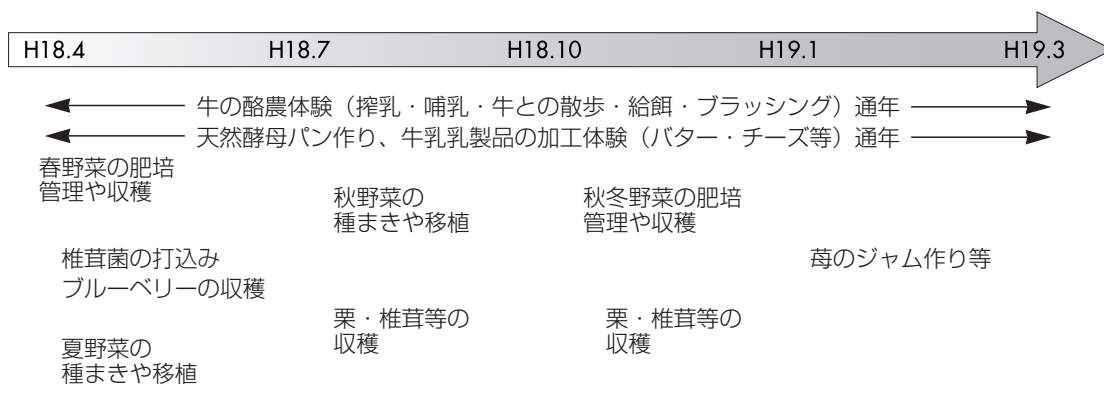 H18.4 H18.7 H18.10 H19.1 H19.3
牛の酪農体験（搾乳・哺乳・牛との散歩・給餌・ブラッシング）通年
天然酵母パン作り、牛乳乳製品の加工体験（バター・チーズ等）通年
春野菜の肥培
管理や収穫
秋野菜の
種まきや移植
秋冬野菜の肥培
管理や収穫
椎茸菌の打込み
ブルーベリーの収穫
苺のジャム作り等
栗・椎茸等の
収穫
栗・椎茸等の
収穫
夏野菜の
種まきや移植